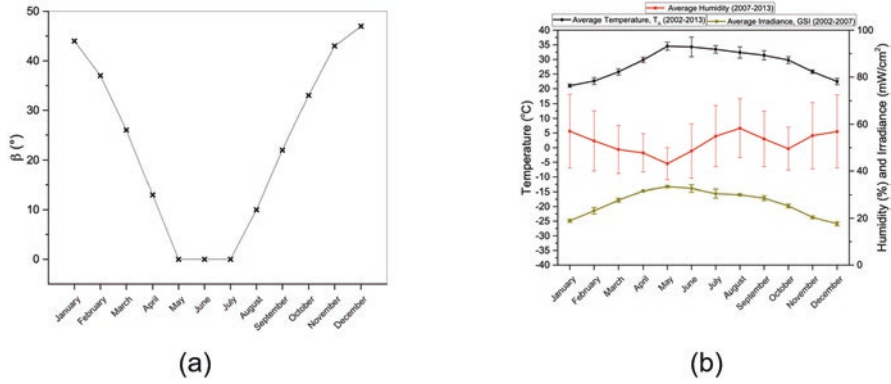 50
40
30
20
10
0
β (°)
January
February
March
April
May
June
July
August
September
October
November
December
(a)
Average Humidity (2007-2013)
Average Temperature, TA (2002-2013)
Average Irradiance, GSI (2002-2007)
40
35
30
25
20
15
10
5
0
-5
-10
-15
-20
-25
-30
-35
-40
Temperature (°C)
100
80
60
40
20
0
Humidity (%) and Irradiance (mW/cm²)
January
February
March
April
May
June
July
August
September
October
November
December
(b)